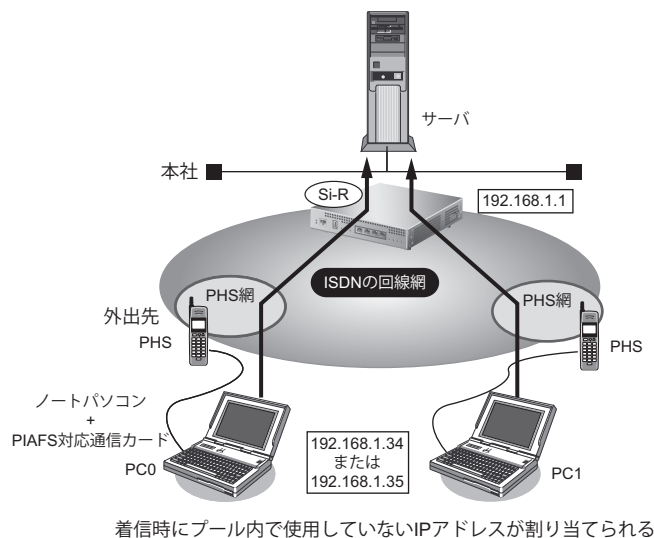 サーバ
本社
Si-R
192.168.1.1
ISDNの回線網
PHS網
PHS網
外出先
PHS
PHS
ノートパソコン
+
PIAFS対応通信カード
PC0
192.168.1.34
または
192.168.1.35
PC1
着信時にプール内で使用していないIPアドレスが割り当てられる